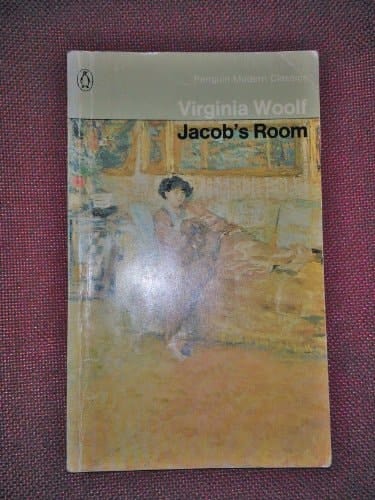 Penguin Modern Classics
Virginia Woolf
Jacob's Room